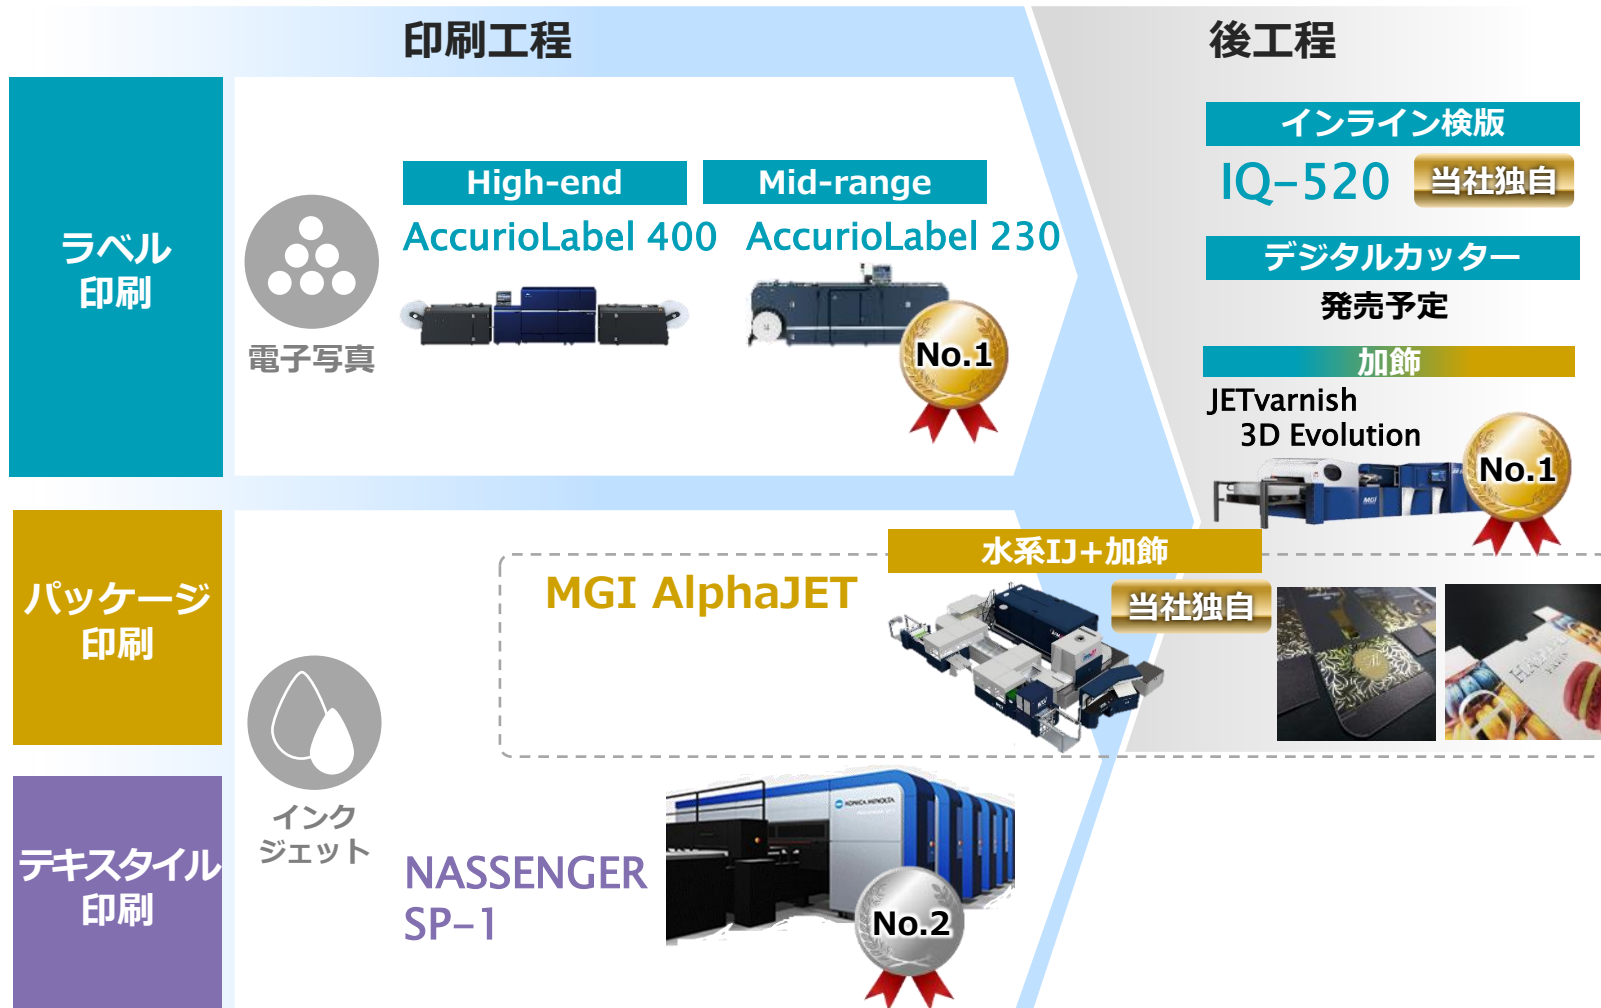 印刷工程
後工程
ラベル
印刷
電子写真
High-end
AccurioLabel 400
Mid-range
AccurioLabel 230
No.1
インライン検版
IQ-520
当社独自
デジタルカッター
発売予定
加飾
JETvarnish
3D Evolution
MGI
No.1
パッケージ
印刷
水系IJ+加飾
MGI AlphaJET
当社独自
MGI
インク
ジェット
テキスタイル
印刷
NASSENGER
SP-1
KONICA MINOLTA
No.2